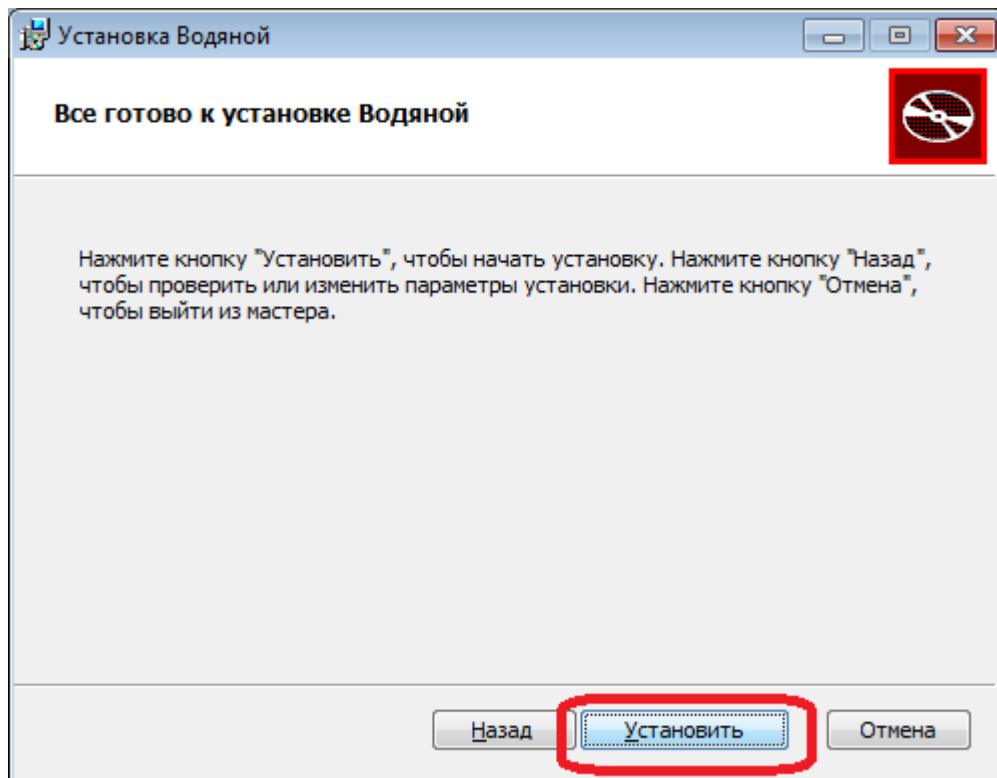 Установка Водяной
Все готово к установке Водяной
Нажмите кнопку "Установить", чтобы начать установку. Нажмите кнопку "Назад",
чтобы проверить или изменить параметры установки. Нажмите кнопку "Отмена",
чтобы выйти из мастера.
Назад Установить Отмена